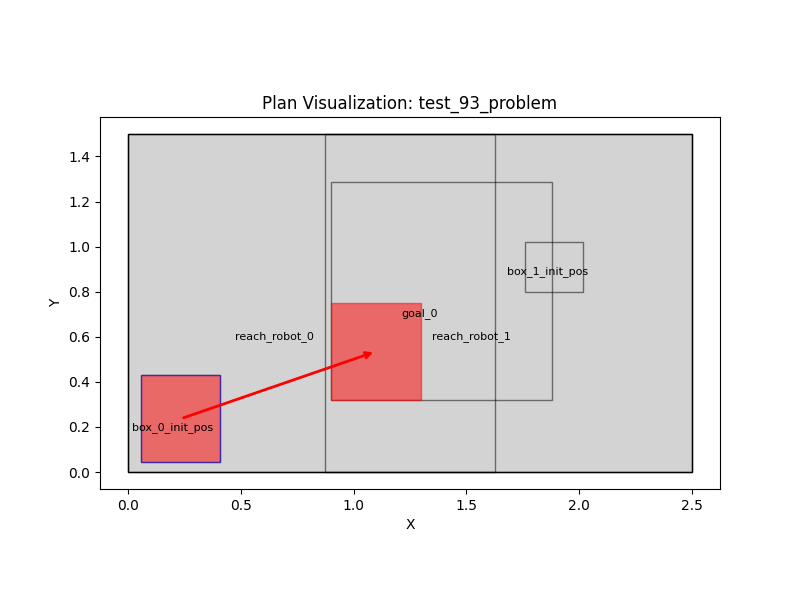 Plan Visualization: test_93_problem
1.4
1.2
1.0
0.8
0.6
0.4
0.2
0.0
Y
box_1_init_pos
goal_0
reach_robot_0
reach_robot_1
box_0_init_pos
0.0
0.5
1.0
1.5
2.0
2.5
X